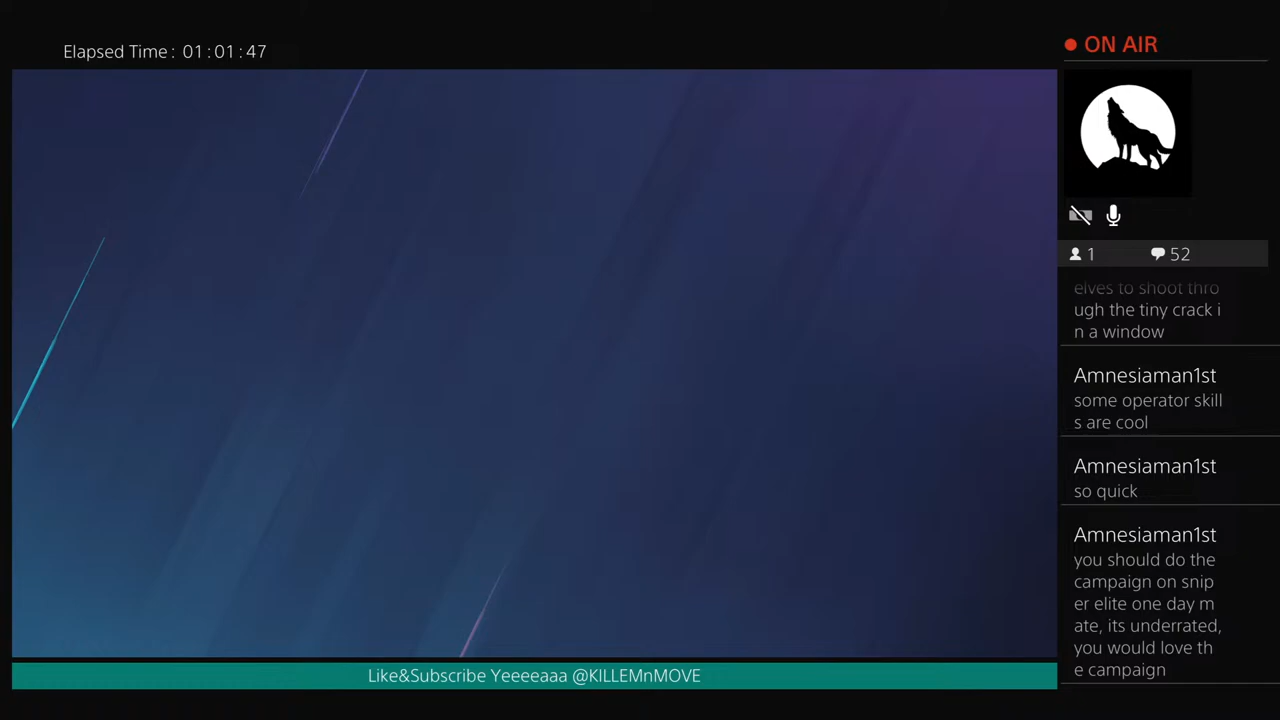 Elapsed Time: 01:01:47
ON AIR
1 52
elves to shoot thro
ugh the tiny crack i
n a window
Amnesiaman1st
some operator skill
s are cool
Amnesiaman1st
so quick
Amnesiaman1st
you should do the
campaign on snip
er elite one day m
ate, its underrated,
you would love th
e campaign
Like&Subscribe Yeeeeaaa @KILLEMnMOVE